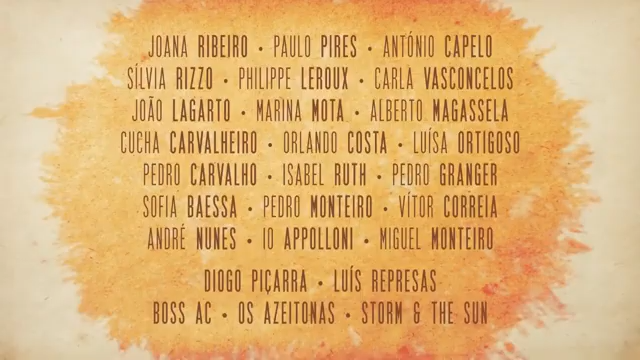 JOANA RIBEIRO • PAULO PIRES • ANTÓNIO CAPELO
SÍLVIA RIZZO • PHILIPPE LEROUX • CARLA VASCONCELOS
JOÃO LAGARTO • MARINA MOTA • ALBERTO MAGASSELA
CUCHA CARVALHEIRO • ORLANDO COSTA • LUÍSA ORTIGOSO
PEDRO CARVALHO • ISABEL RUTH • PEDRO GRANGER
SOFIA BAESSA • PEDRO MONTEIRO • VÍTOR CORREIA
ANDRÉ NUNES • IO APPOLLONI • MIGUEL MONTEIRO
DIOGO PIÇARRA • LUÍS REPRESAS
BOSS AC • OS AZEITONAS • STORM & THE SUN